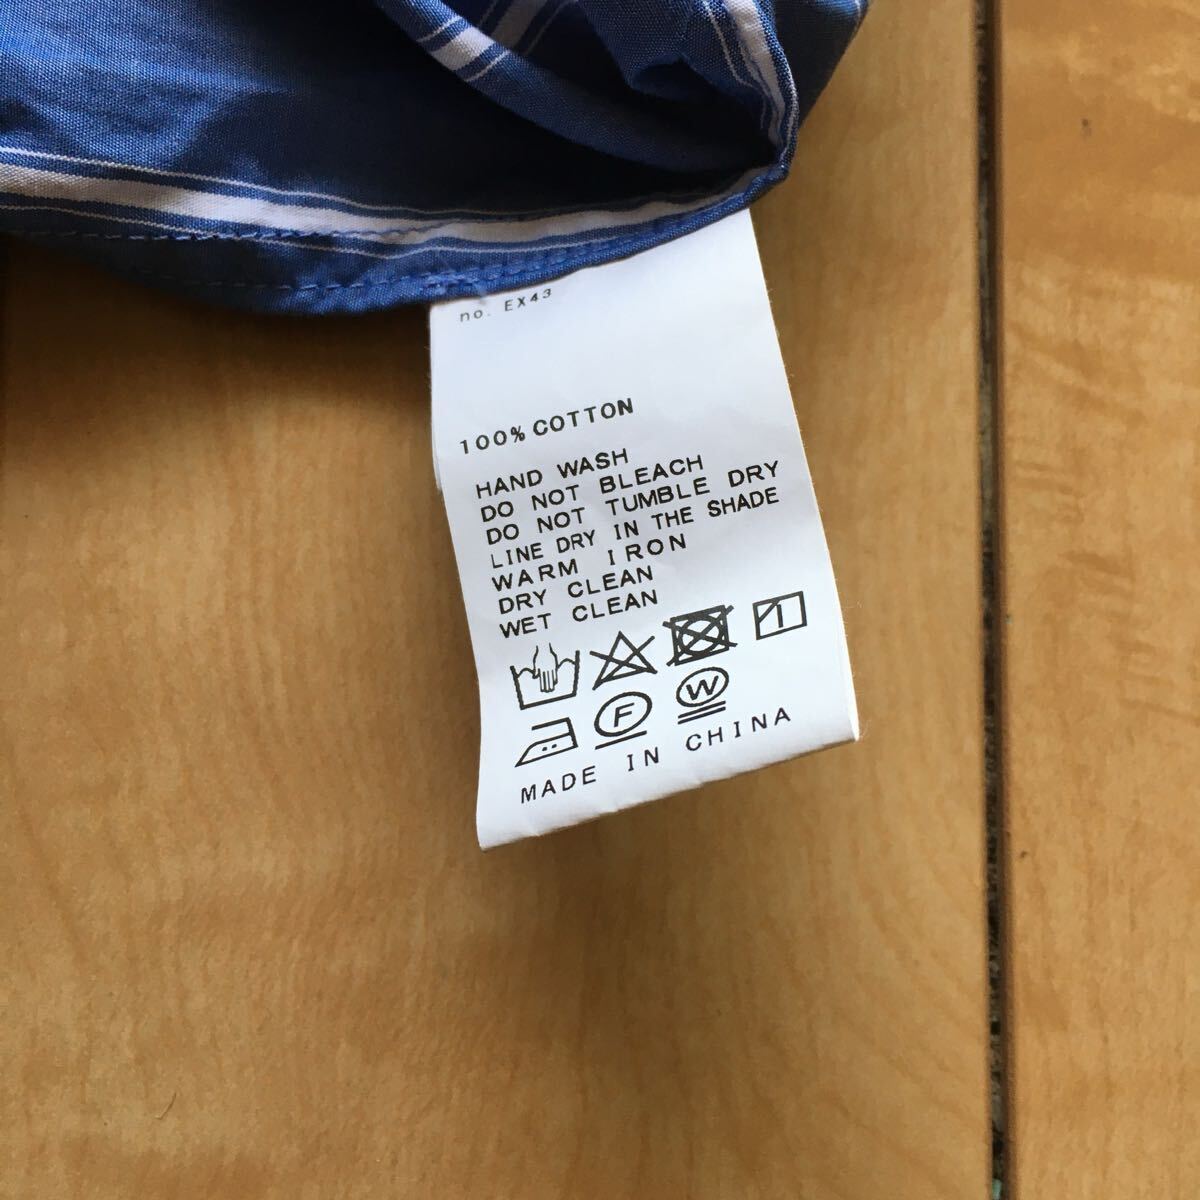 no. EX43
100% COTTON
HAND WASH
DO NOT BLEACH
DO NOT TUMBLE DRY
LINE DRY IN THE SHADE
WARM IRON
DRY CLEAN
WET CLEAN
F W
MADE IN CHINA